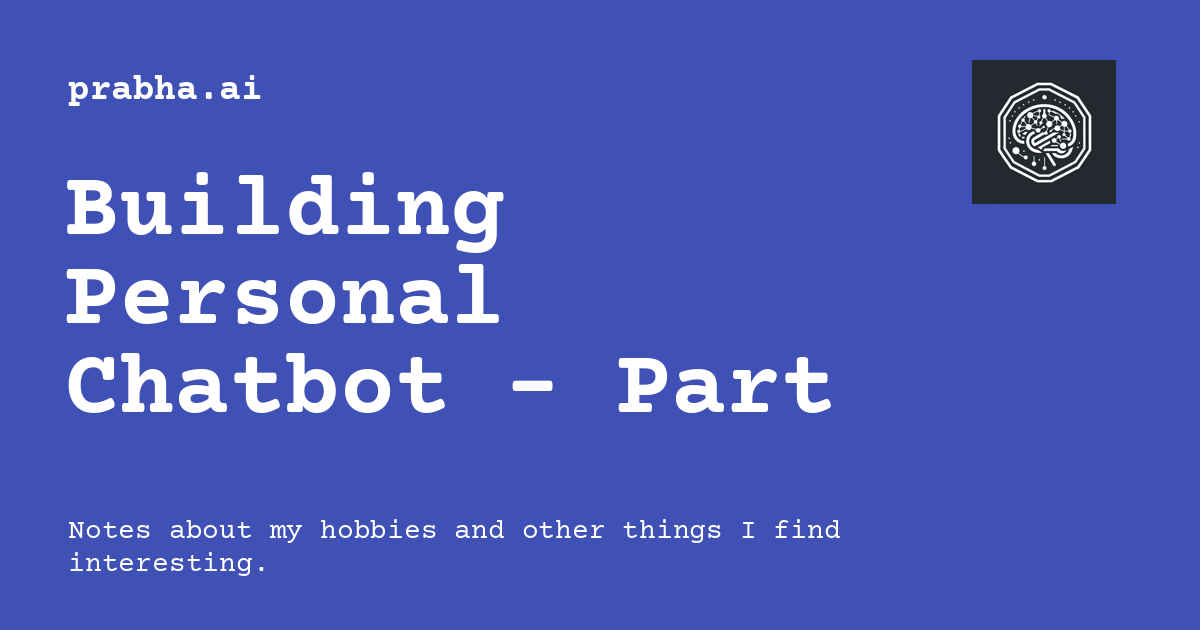 prabha.ai
Building
Personal
Chatbot - Part
Notes about my hobbies and other things I find
interesting.